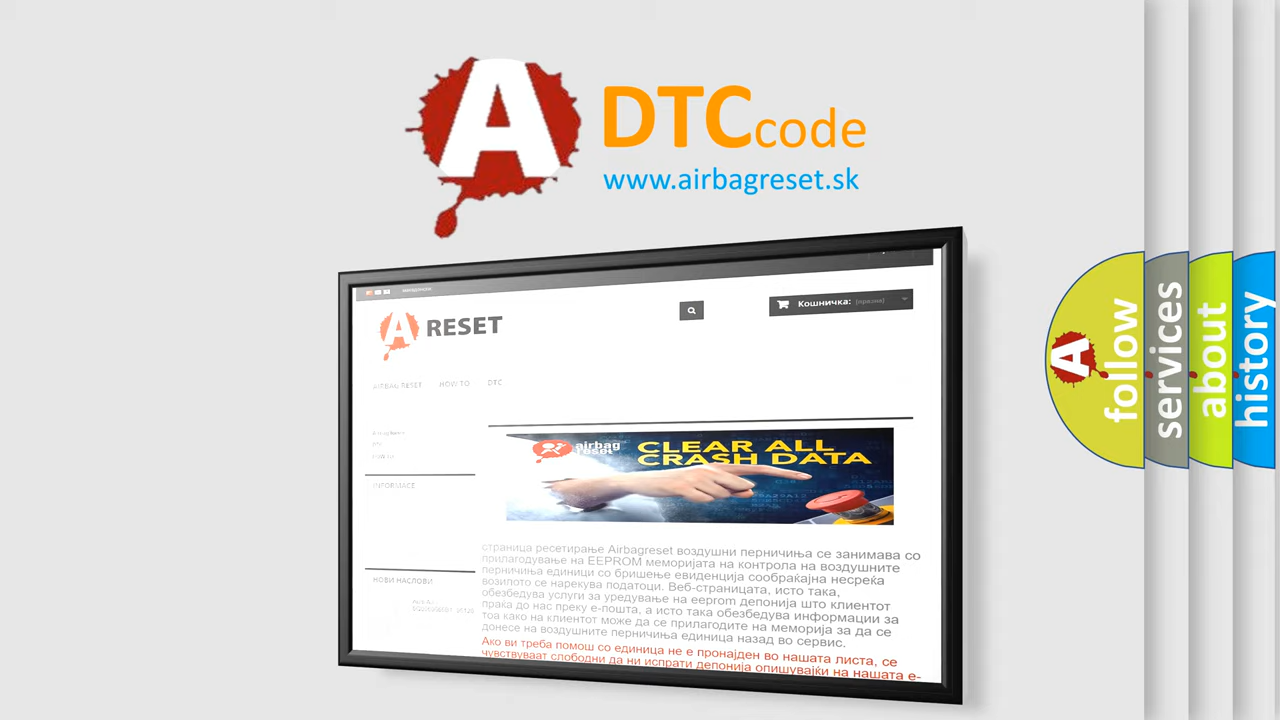 A
DTCcode
www.airbagreset.sk
Кошничка: (празна)
A RESET
AIRBAG RESET HOW TO DTC
airbag
reset
CLEAR ALL
CRASH DATA
INFORMACE
НОВИ НАСЛОВИ
страница ресетирање Airbagreset воздушни перничиња се занимава со
прилагодување на EEPROM меморијата на контрола на воздушните
перничиња единици со бришење евиденција сообраќајна несреќа
возилото се нарекува податоци. Веб-страницата, исто така,
обезбедува услуги за уредување на eeprom депонија што клиентот
праќа до нас преку е-пошта, а исто така обезбедува информации за
тоа како на клиентот може да се прилагодите на меморија за да се
донесе на воздушните перничиња единица назад во сервис.
Ако ви треба помош со единица не е пронајден во нашата листа, се
чувствуваат слободни да ни испрати депонија опишувајќи на нашата е-
A
follow
services
about
history